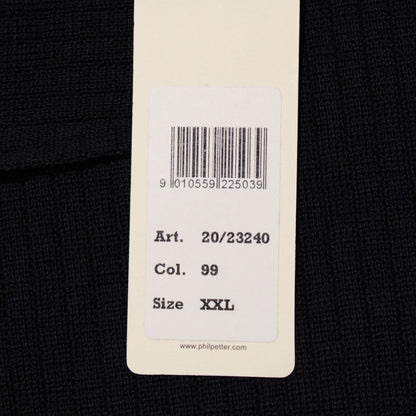 9 010559 225039
Art. 20/23240
Col. 99
Size XXL
www.philpetter.com